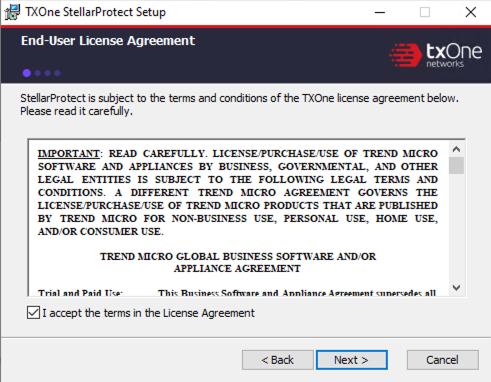 TXOne StellarProtect Setup
End-User License Agreement
txOne
networks
StellarProtect is subject to the terms and conditions of the TXOne license agreement below.
Please read it carefully.
IMPORTANT: READ CAREFULLY. LICENSE/PURCHASE/USE OF TREND MICRO
SOFTWARE AND APPLIANCES BY BUSINESS, GOVERNMENTAL, AND OTHER
LEGAL ENTITIES IS SUBJECT TO THE FOLLOWING LEGAL TERMS AND
CONDITIONS. A DIFFERENT TREND MICRO AGREEMENT GOVERNS THE
LICENSE/PURCHASE/USE OF TREND MICRO PRODUCTS THAT ARE PUBLISHED
BY TREND MICRO FOR NON-BUSINESS USE, PERSONAL USE, HOME USE,
AND/OR CONSUMER USE.
TREND MICRO GLOBAL BUSINESS SOFTWARE AND/OR
APPLIANCE AGREEMENT
Trial and Paid Use: This Business Software and Appliance Agreement supersedes all
I accept the terms in the License Agreement
< Back Next > Cancel